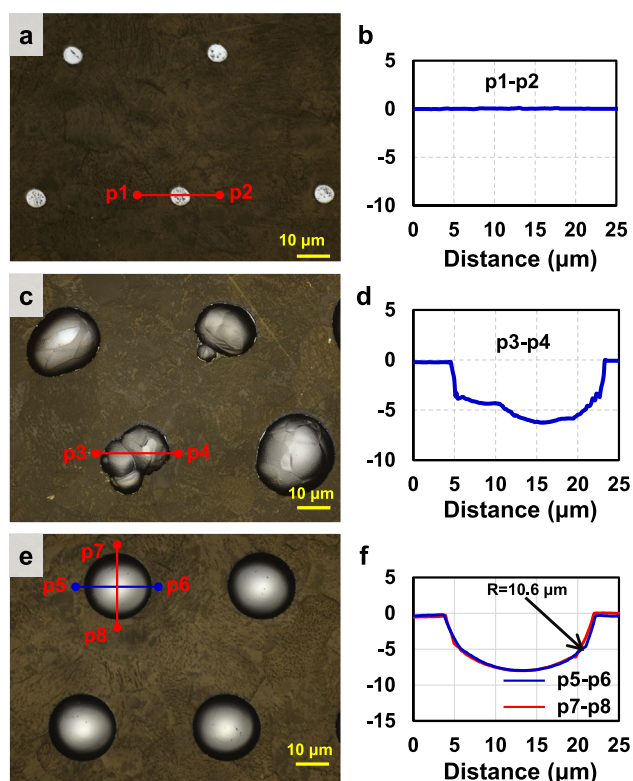 a
p1
p2
10 µm
b
p1-p2
5
0
-5
-10
0
5
10
15
20
25
Distance (µm)
c
p3
p4
10 µm
d
p3-p4
5
0
-5
-10
0
5
10
15
20
25
Distance (µm)
e
p7
p5
p6
p8
10 µm
f
R=10.6 µm
p5-p6
p7-p8
5
0
-5
-10
-15
0
5
10
15
20
25
Distance (µm)